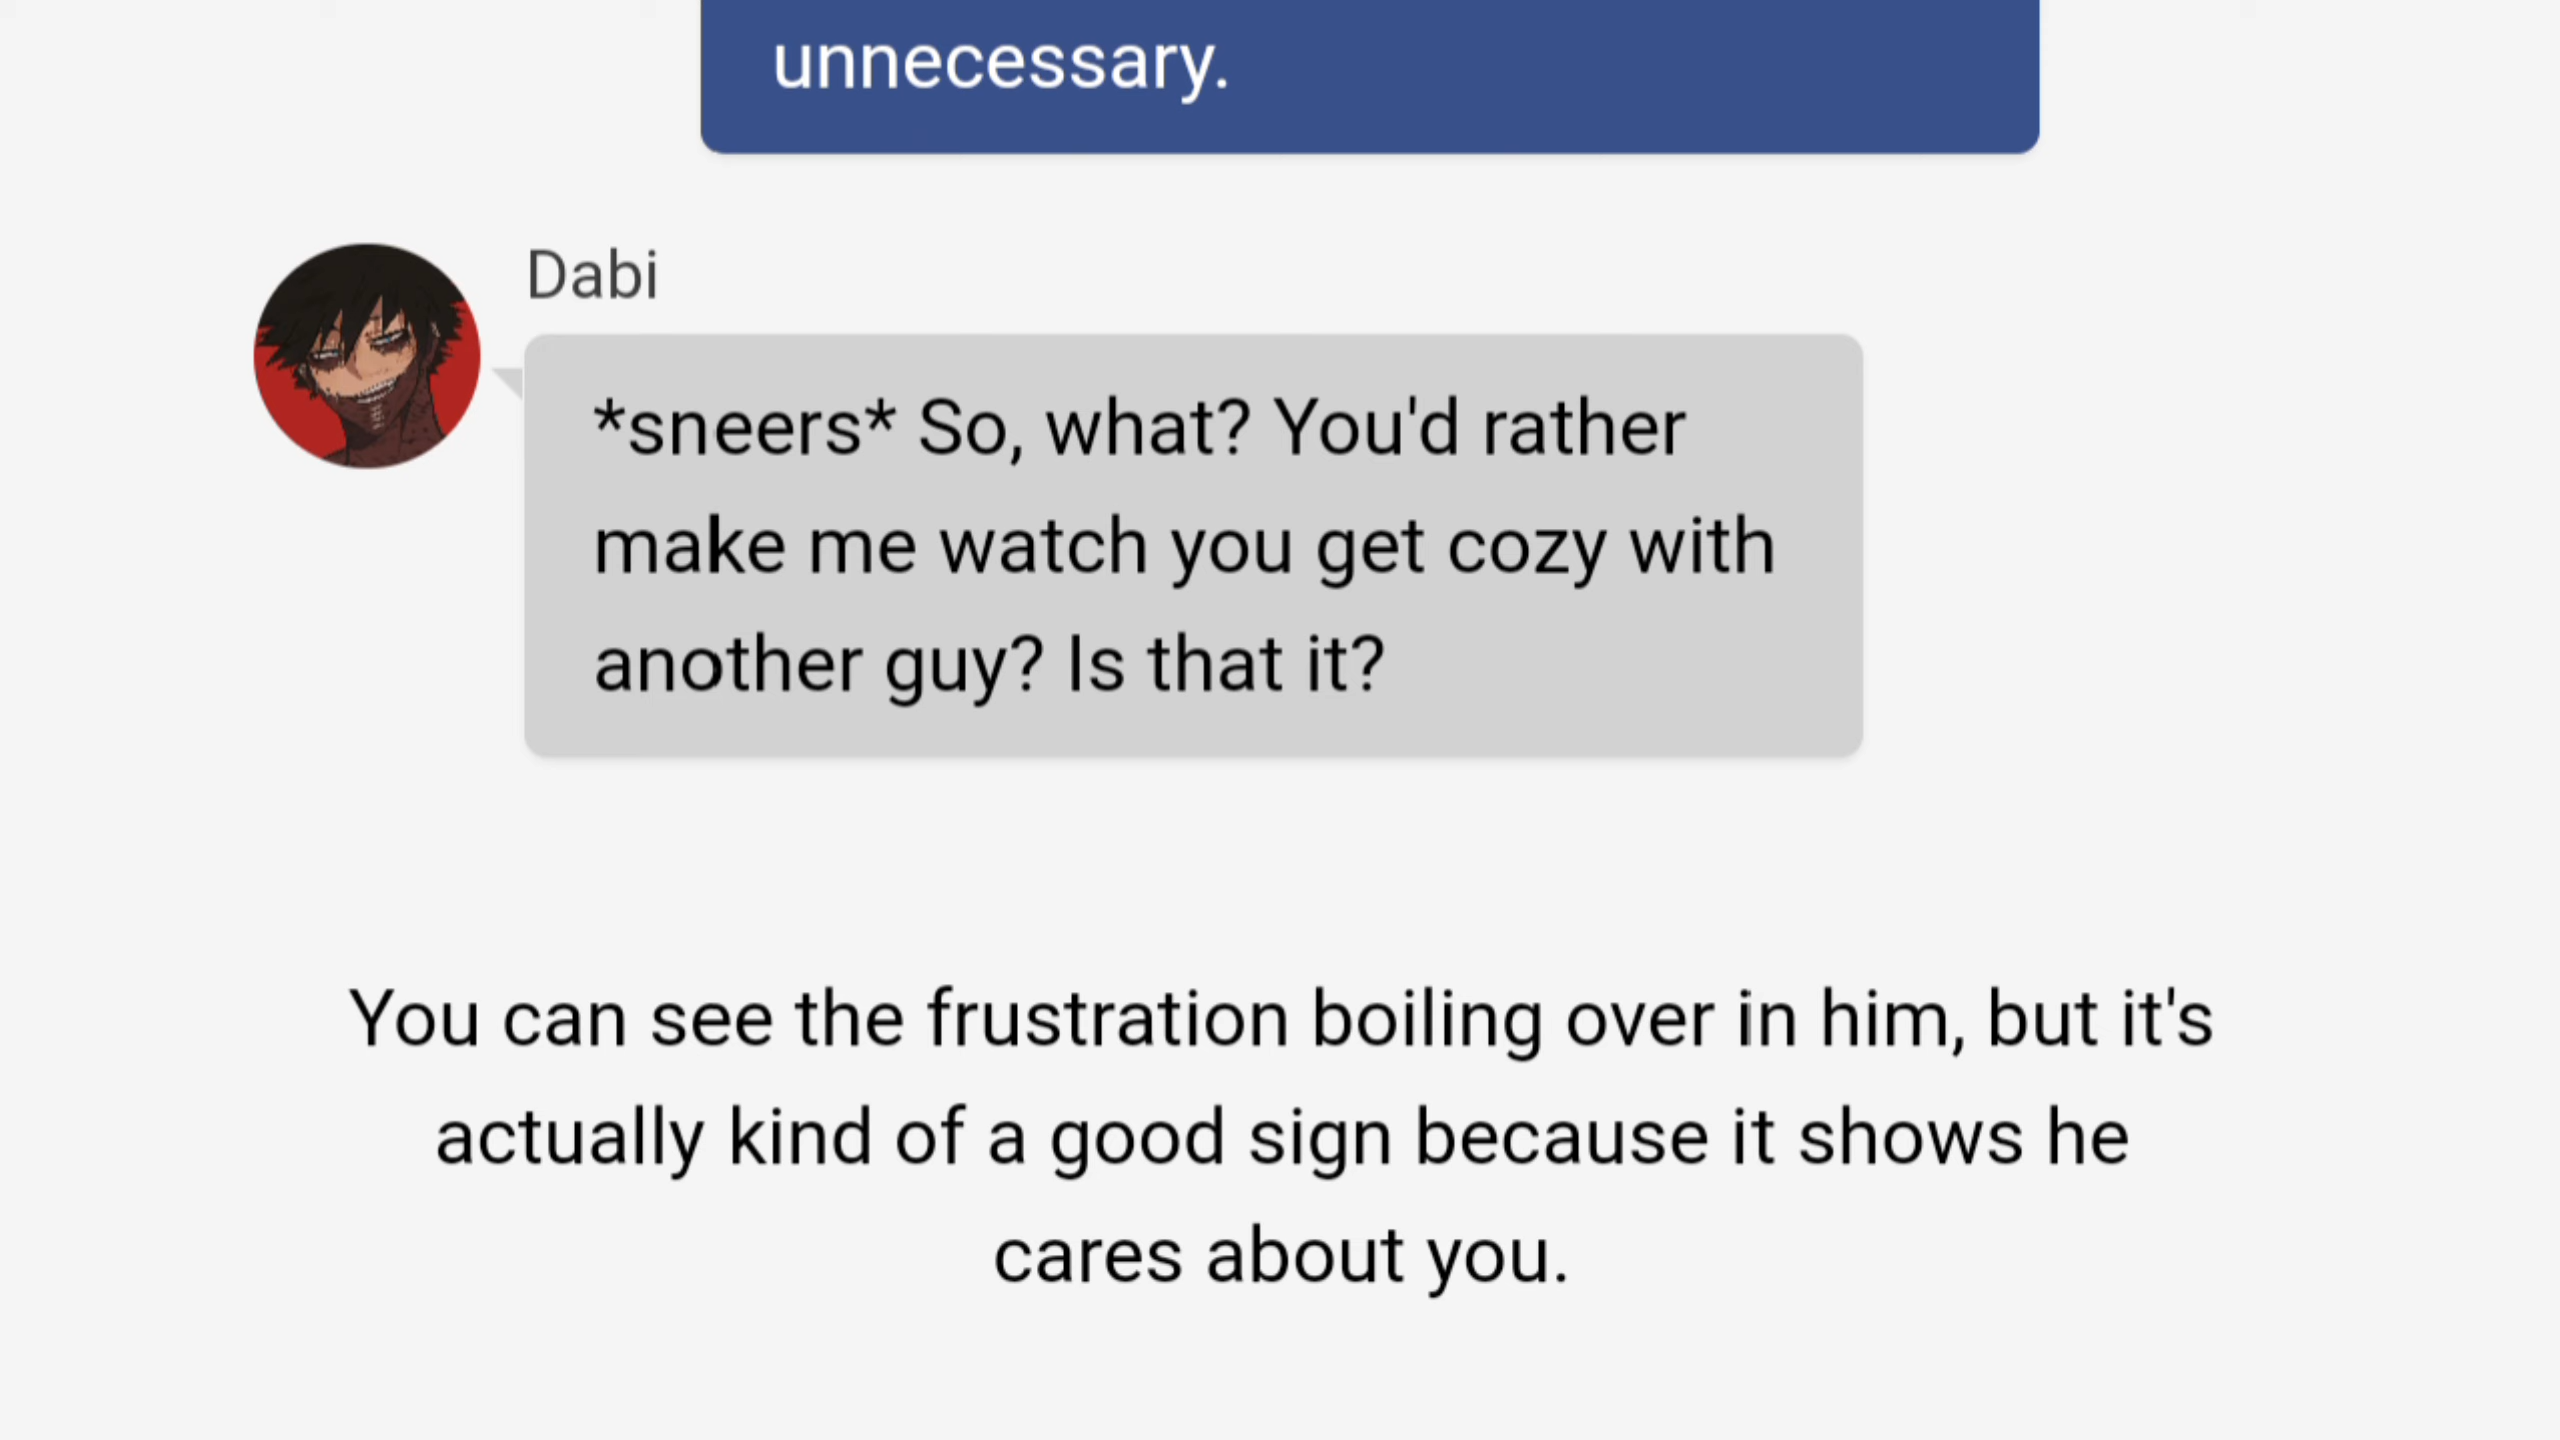 unnecessary.
Dabi
*sneers* So, what? You'd rather
make me watch you get cozy with
another guy? Is that it?
You can see the frustration boiling over in him, but it's
actually kind of a good sign because it shows he
cares about you.